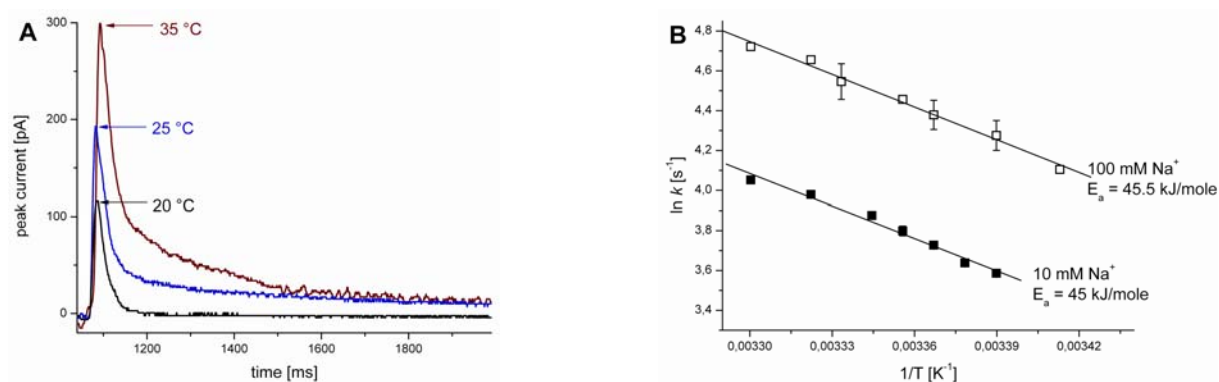 A
35 °C
25 °C
20 °C
peak current [pA]
300
200
100
0
1200
1400
1600
1800
time [ms]
B
ln k [s⁻¹]
4,8
4,6
4,4
4,2
4,0
3,8
3,6
3,4
100 mM Na⁺
Eₐ = 45.5 kJ/mole
10 mM Na⁺
Eₐ = 45 kJ/mole
0,00330
0,00333
0,00336
0,00339
0,00342
1/T [K⁻¹]